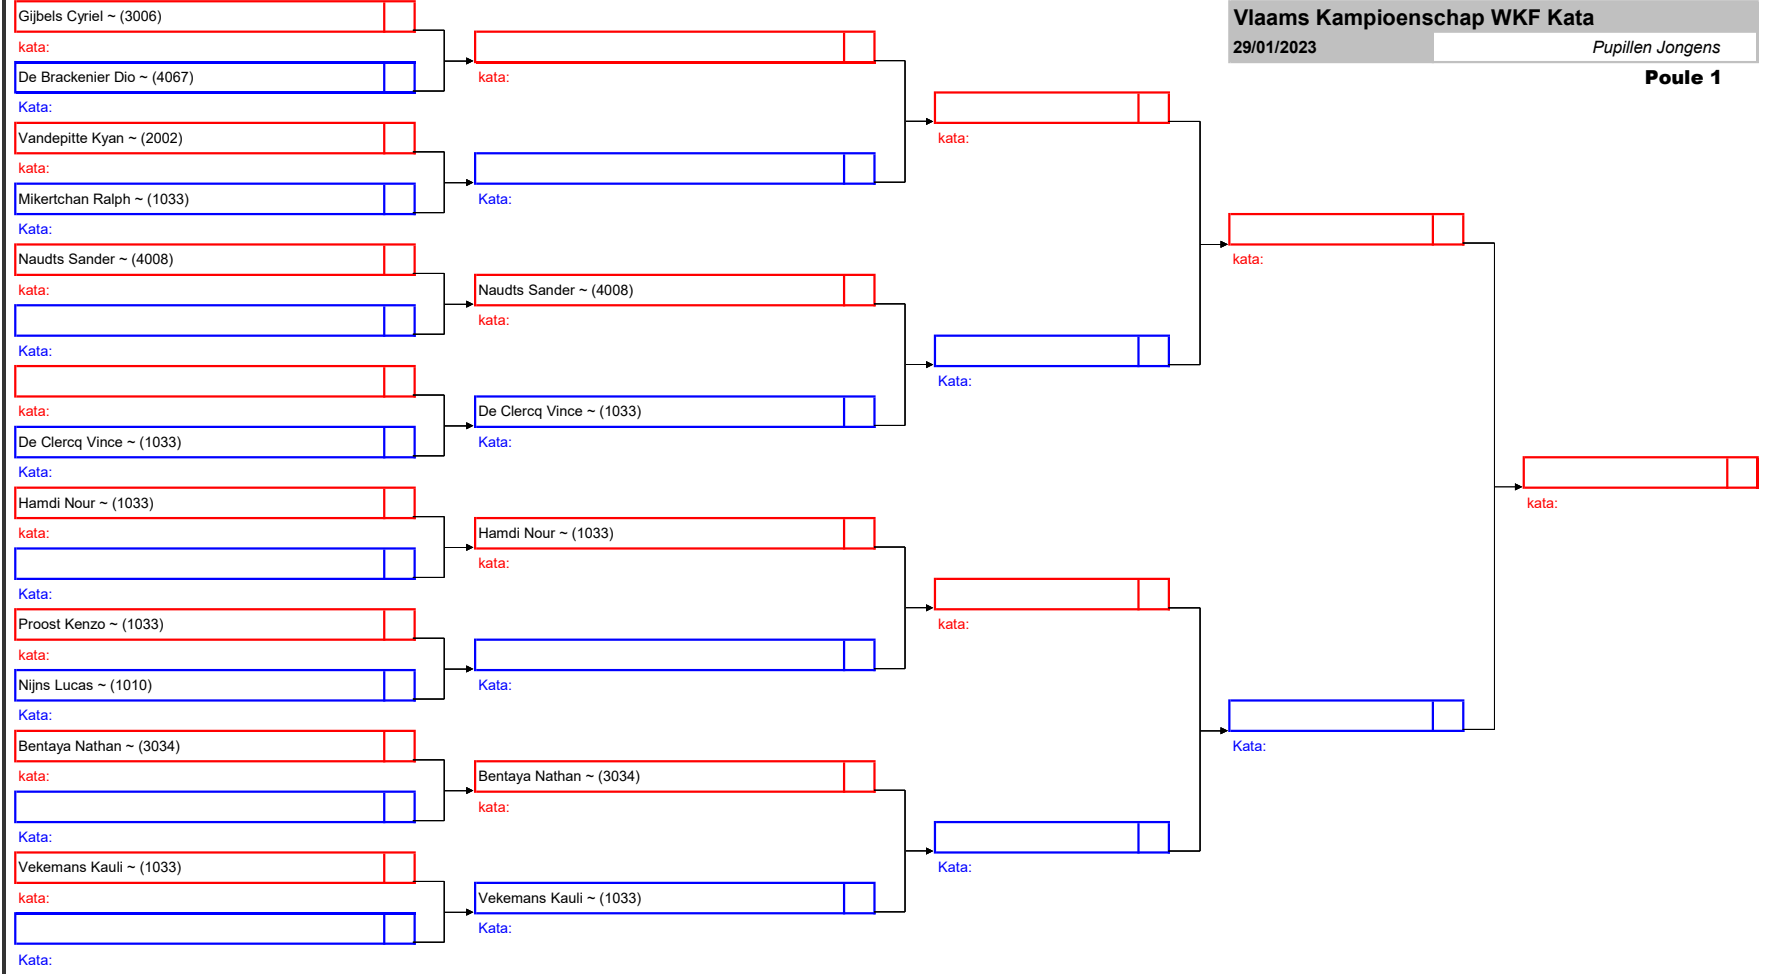 Vlaams Kampioenschap WKF Kata
29/01/2023
Pupillen Jongens
Poule 1
Gijbels Cyriel ~ (3006)
kata:
De Brackenier Dio ~ (4067)
Kata:
Vandepitte Kyan ~ (2002)
kata:
Mikertchan Ralph ~ (1033)
Kata:
Naudts Sander ~ (4008)
kata:
Kata:
kata:
De Clercq Vince ~ (1033)
Kata:
Hamdi Nour ~ (1033)
kata:
Kata:
Proost Kenzo ~ (1033)
kata:
Nijns Lucas ~ (1010)
Kata:
Bentaya Nathan ~ (3034)
kata:
Kata:
Vekemans Kauli ~ (1033)
kata:
Kata:
kata:
Kata:
Naudts Sander ~ (4008)
kata:
De Clercq Vince ~ (1033)
Kata:
Hamdi Nour ~ (1033)
kata:
Kata:
Bentaya Nathan ~ (3034)
kata:
Vekemans Kauli ~ (1033)
Kata:
kata:
Kata:
kata:
Kata:
kata:
Kata:
kata: